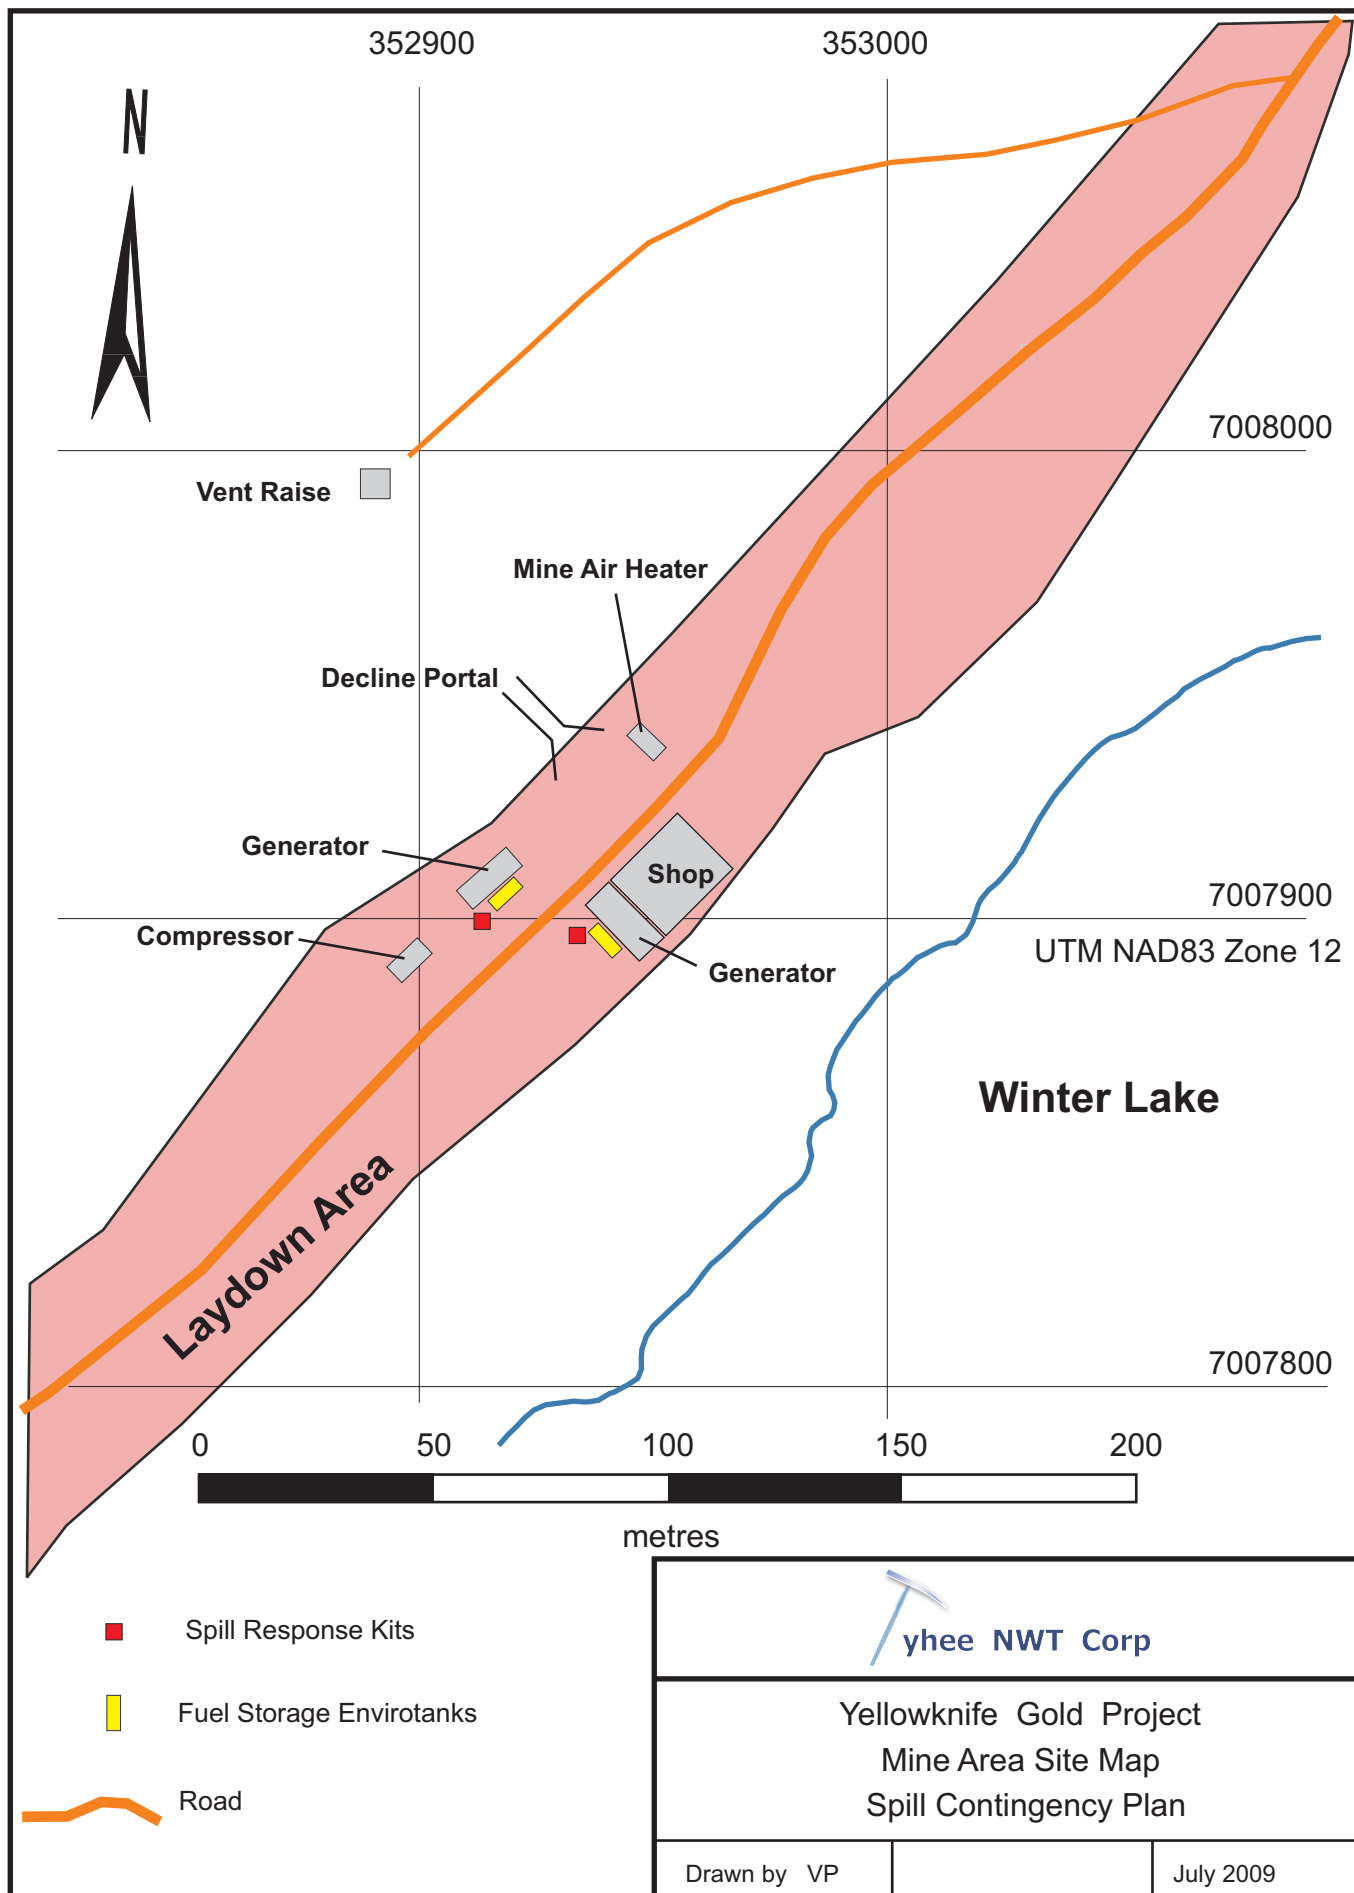 352900
353000
N
7008000
Vent Raise
Mine Air Heater
Decline Portal
Generator
Shop
7007900
Compressor
UTM NAD83 Zone 12
Generator
Winter Lake
Laydown Area
7007800
0 50 100 150 200
metres
Spill Response Kits
Fuel Storage Envirotanks
Road
yhee NWT Corp
Yellowknife Gold Project
Mine Area Site Map
Spill Contingency Plan
Drawn by VP
July 2009